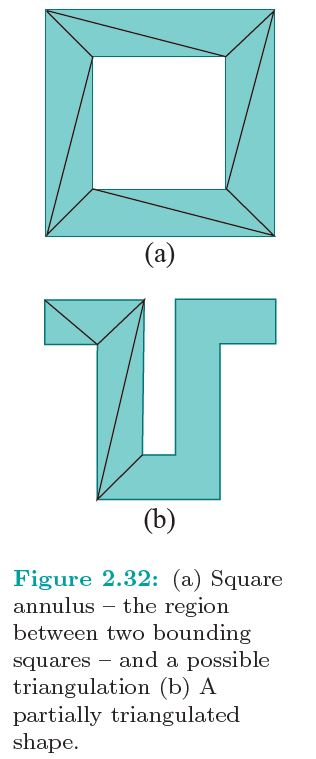 (a)
(b)
Figure 2.32: (a) Square
annulus – the region
between two bounding
squares – and a possible
triangulation (b) A
partially triangulated
shape.